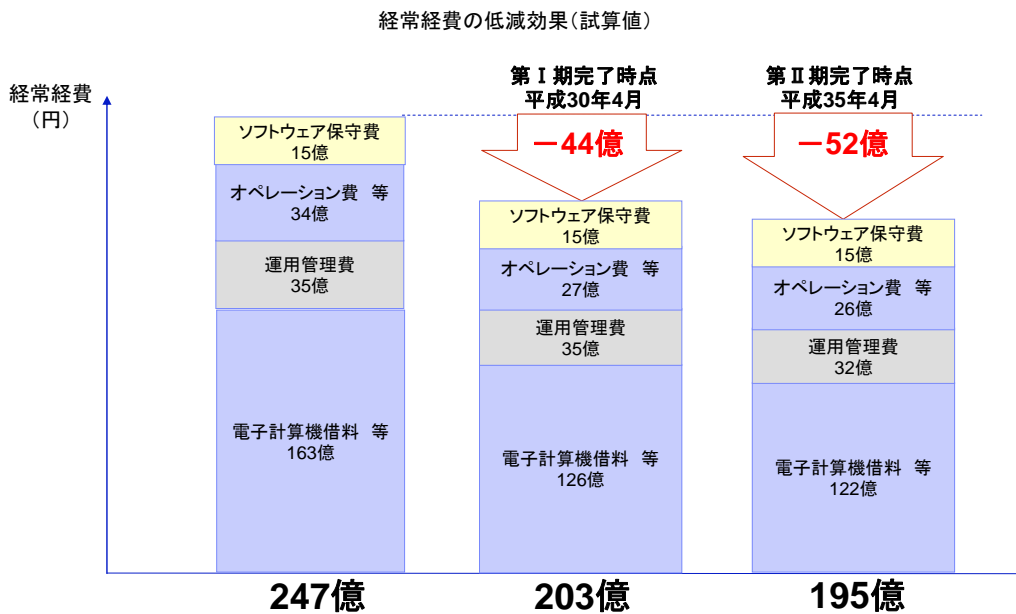 経常経費の低減効果(試算値)
経常経費
(円)
第Ⅰ期完了時点
平成30年4月
第Ⅱ期完了時点
平成35年4月
-44億
-52億
ソフトウェア保守費
15億
オペレーション費 等
34億
運用管理費
35億
電子計算機借料 等
163億
247億
ソフトウェア保守費
15億
オペレーション費 等
27億
運用管理費
35億
電子計算機借料 等
126億
203億
ソフトウェア保守費
15億
オペレーション費 等
26億
運用管理費
32億
電子計算機借料 等
122億
195億